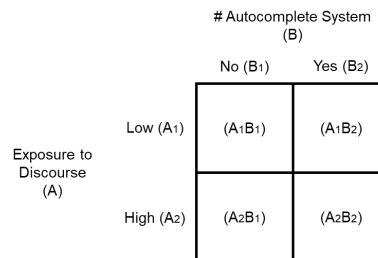 # Autocomplete System
(B)
No (B1) Yes (B2)
Low (A1) (A1B1) (A1B2)
Exposure to
Discourse
(A)
High (A2) (A2B1) (A2B2)